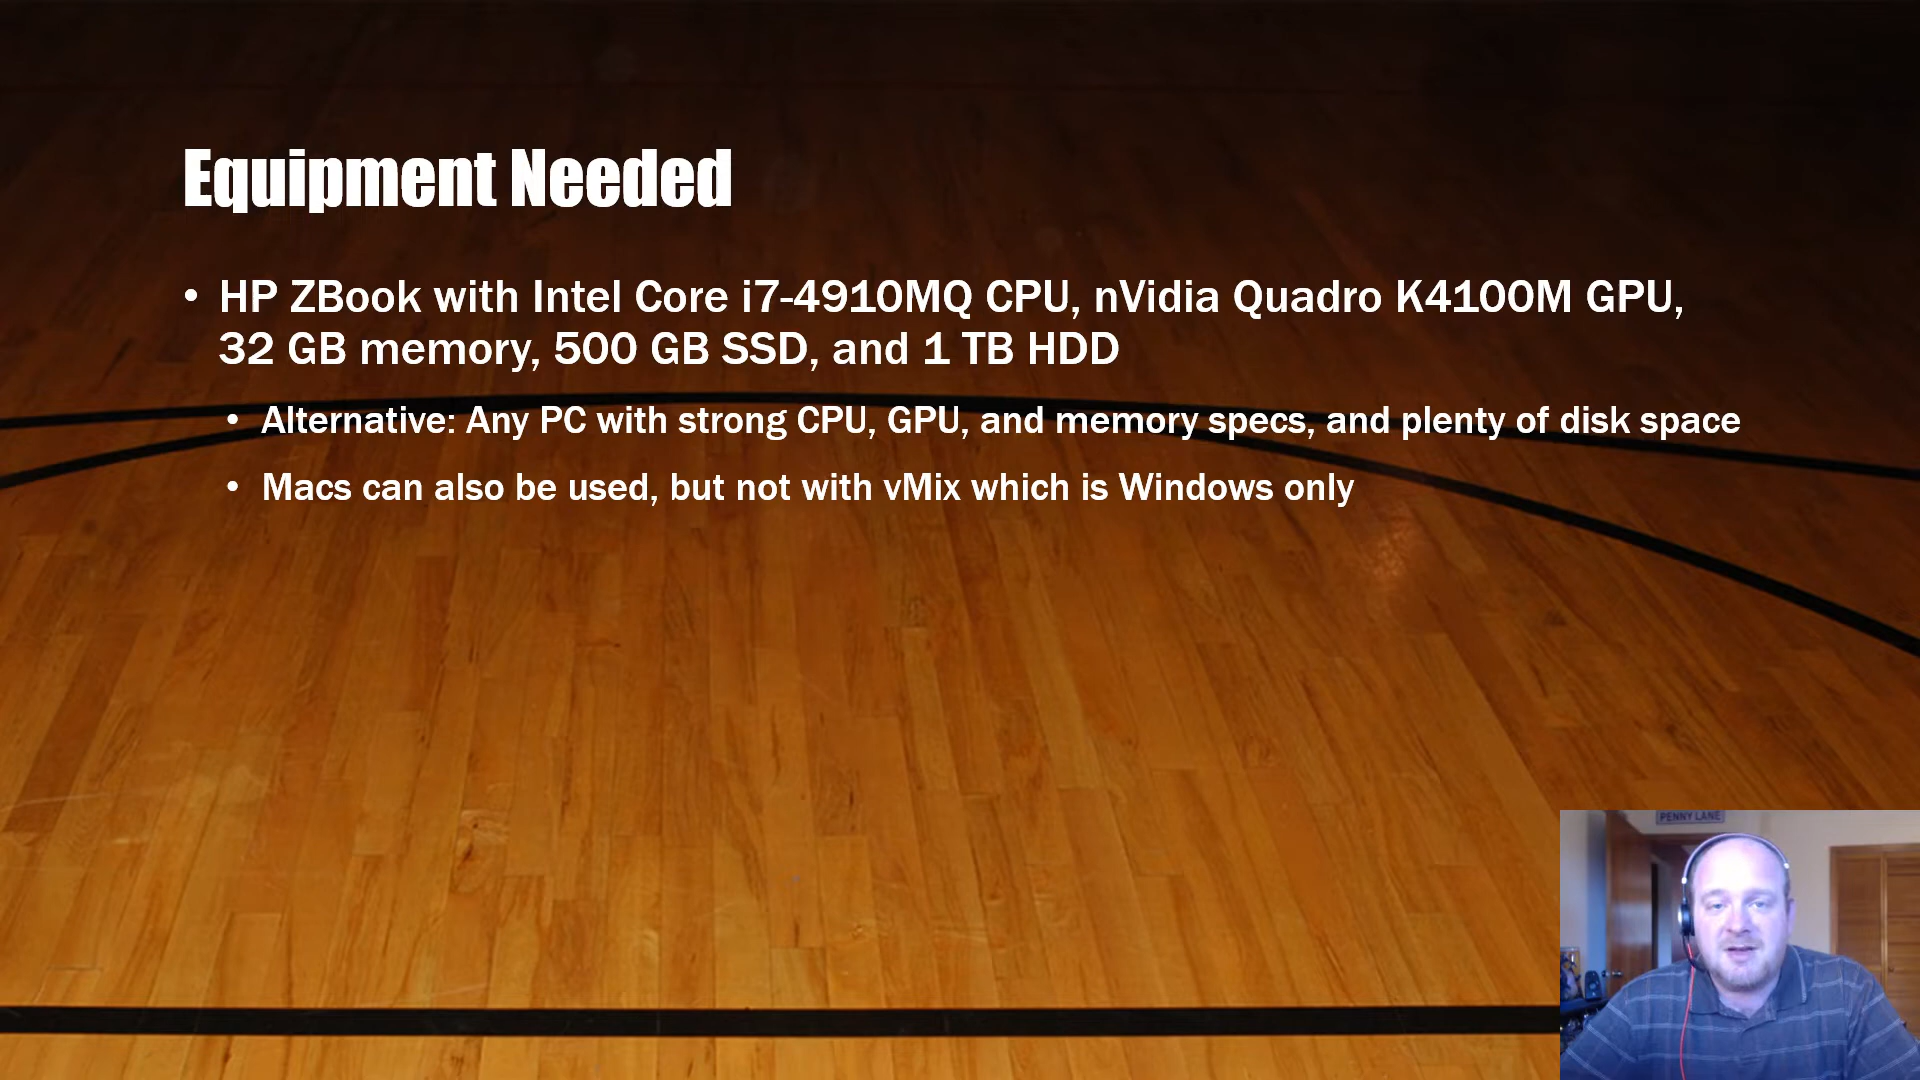 Equipment Needed
• HP ZBook with Intel Core i7-4910MQ CPU, nVidia Quadro K4100M GPU,
32 GB memory, 500 GB SSD, and 1 TB HDD
• Alternative: Any PC with strong CPU, GPU, and memory specs, and plenty of disk space
• Macs can also be used, but not with vMix which is Windows only
PENNY LANE